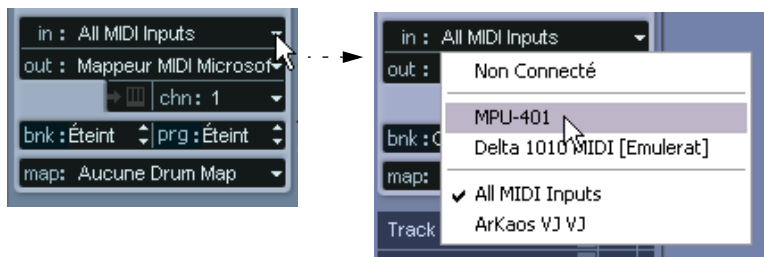 in : All MIDI Inputs
out : Mappeur MIDI Microsof
chn : 1
bnk : Éteint prg : Éteint
map: Aucune Drum Map
in : All MIDI Inputs
out :
Non Connecté
MPU-401
bnk :
Delta 1010 MIDI [Emulerat]
map:
All MIDI Inputs
Track
ArKaos VJ VJ